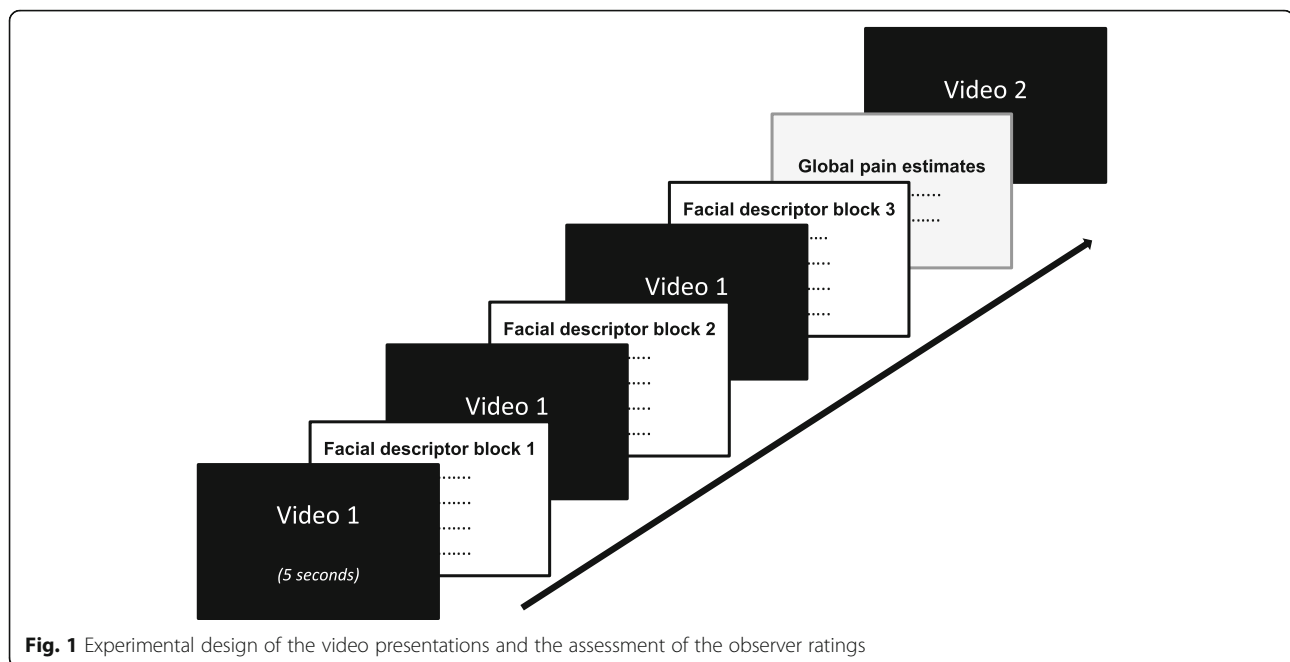 Video 2
Global pain estimates
......
......
Facial descriptor block 3
.....
.....
.....
.....
Video 1
Facial descriptor block 2
.....
.....
.....
.....
Video 1
Facial descriptor block 1
.......
.......
.......
.......
Video 1
(5 seconds)
Fig. 1 Experimental design of the video presentations and the assessment of the observer ratings